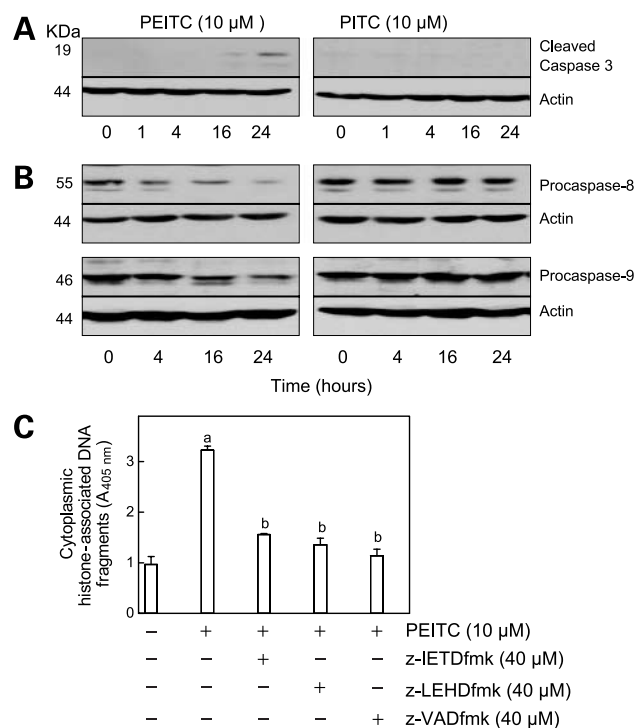 A
KDa
PEITC (10 µM )
PITC (10 µM)
19
Cleaved
Caspase 3
44
Actin
0 1 4 16 24
0 1 4 16 24
B
55
Procaspase-8
44
Actin
46
Procaspase-9
44
Actin
0 4 16 24
0 4 16 24
Time (hours)
C
Cytoplasmic
histone-associated DNA
fragments (A405 nm)
3
2
1
0
a
b
b
b
– + + + + PEITC (10 µM)
– – + – – z-IETDfmk (40 µM)
– – – + – z-LEHDfmk (40 µM)
– – – – + z-VADfmk (40 µM)